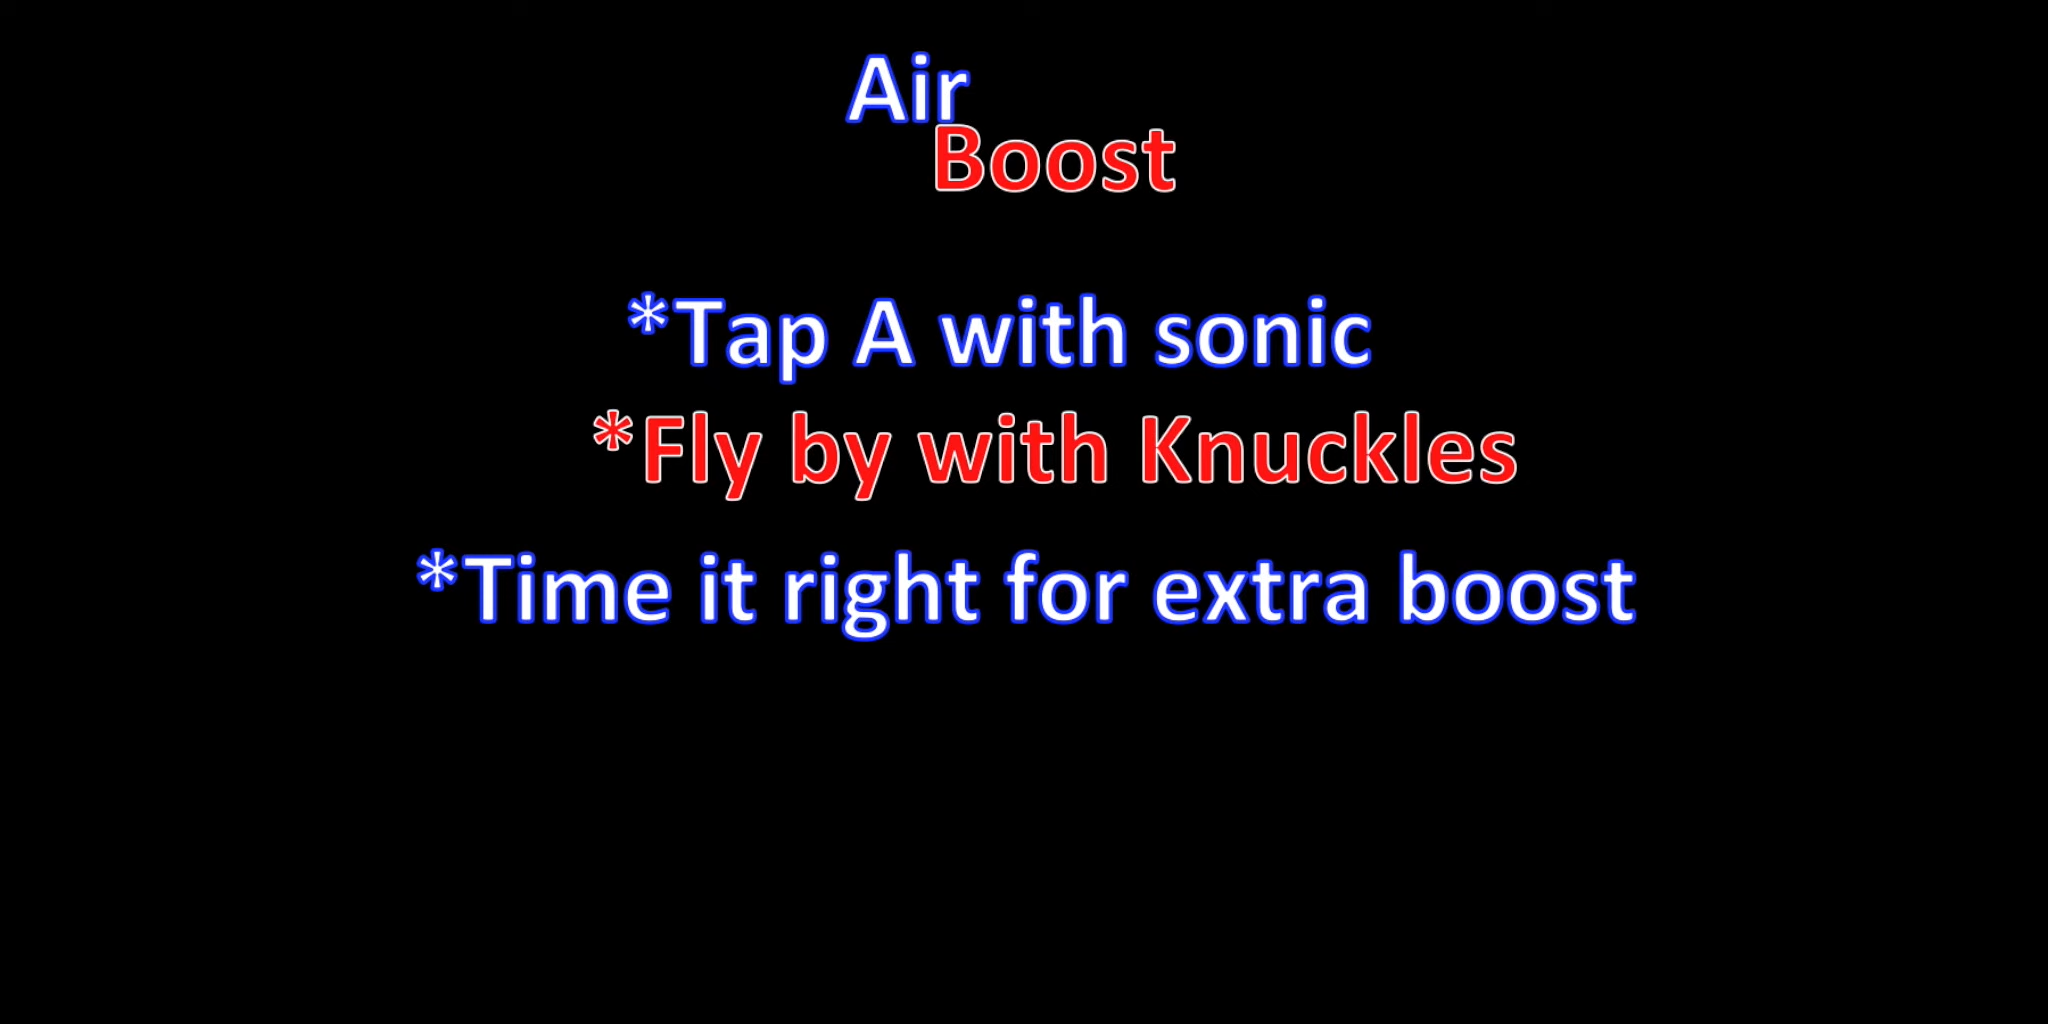 Air
Boost
*Tap A with sonic
*Fly by with Knuckles
*Time it right for extra boost